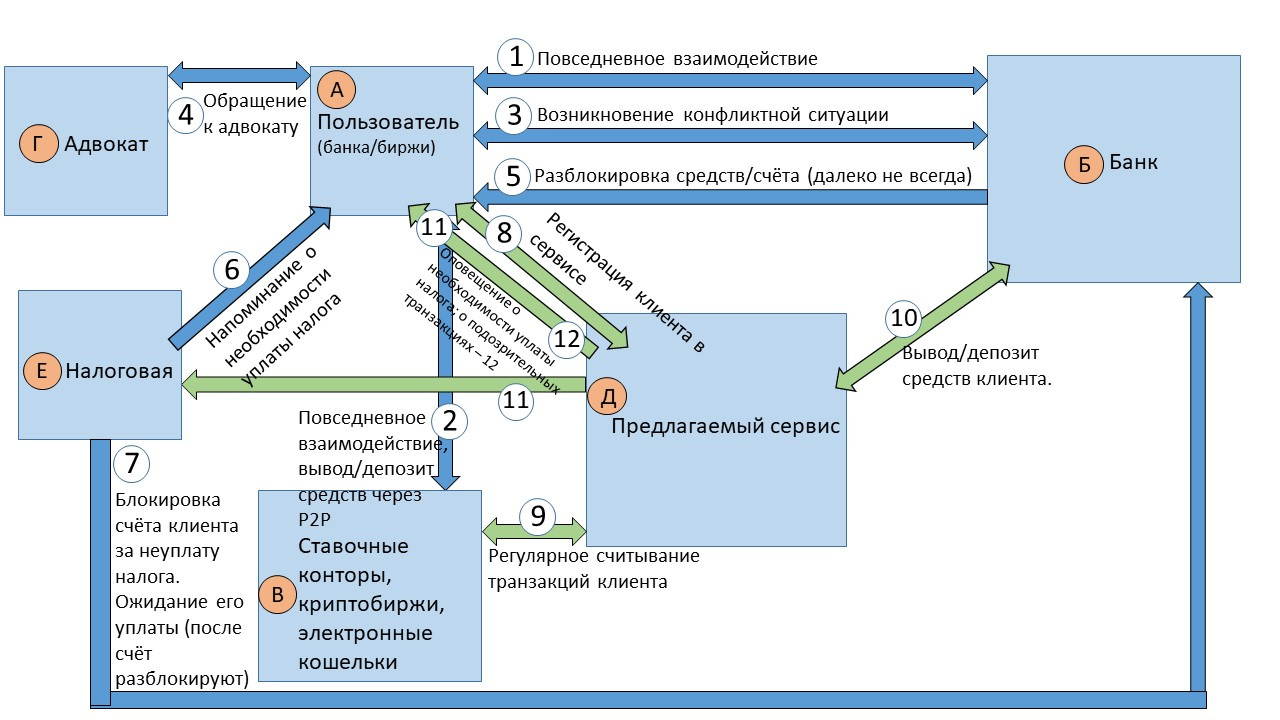 1
Повседневное взаимодействие
3
Возникновение конфликтной ситуации
5
Разблокировка средств/счёта (далеко не всегда)
4
Обращение
к адвокату
Г
Адвокат
А
Пользователь
(банка/биржи)
Б
Банк
6
Напоминание о
необходимости
уплаты налога
11
8
Регистрация клиента в
сервисе
Оповещение о
необходимости уплаты
налога; о подозрительных
транзакциях – 12
12
10
Вывод/депозит
средств клиента.
Е
Налоговая
11
Д
Предлагаемый сервис
2
Повседневное
взаимодействие,
вывод/депозит
средств через
P2P
7
Блокировка
счёта клиента
за неуплату
налога.
Ожидание его
уплаты (после
счёт
разблокируют)
9
Регулярное считывание
транзакций клиента
В
Ставочные
конторы,
криптобиржи,
электронные
кошельки